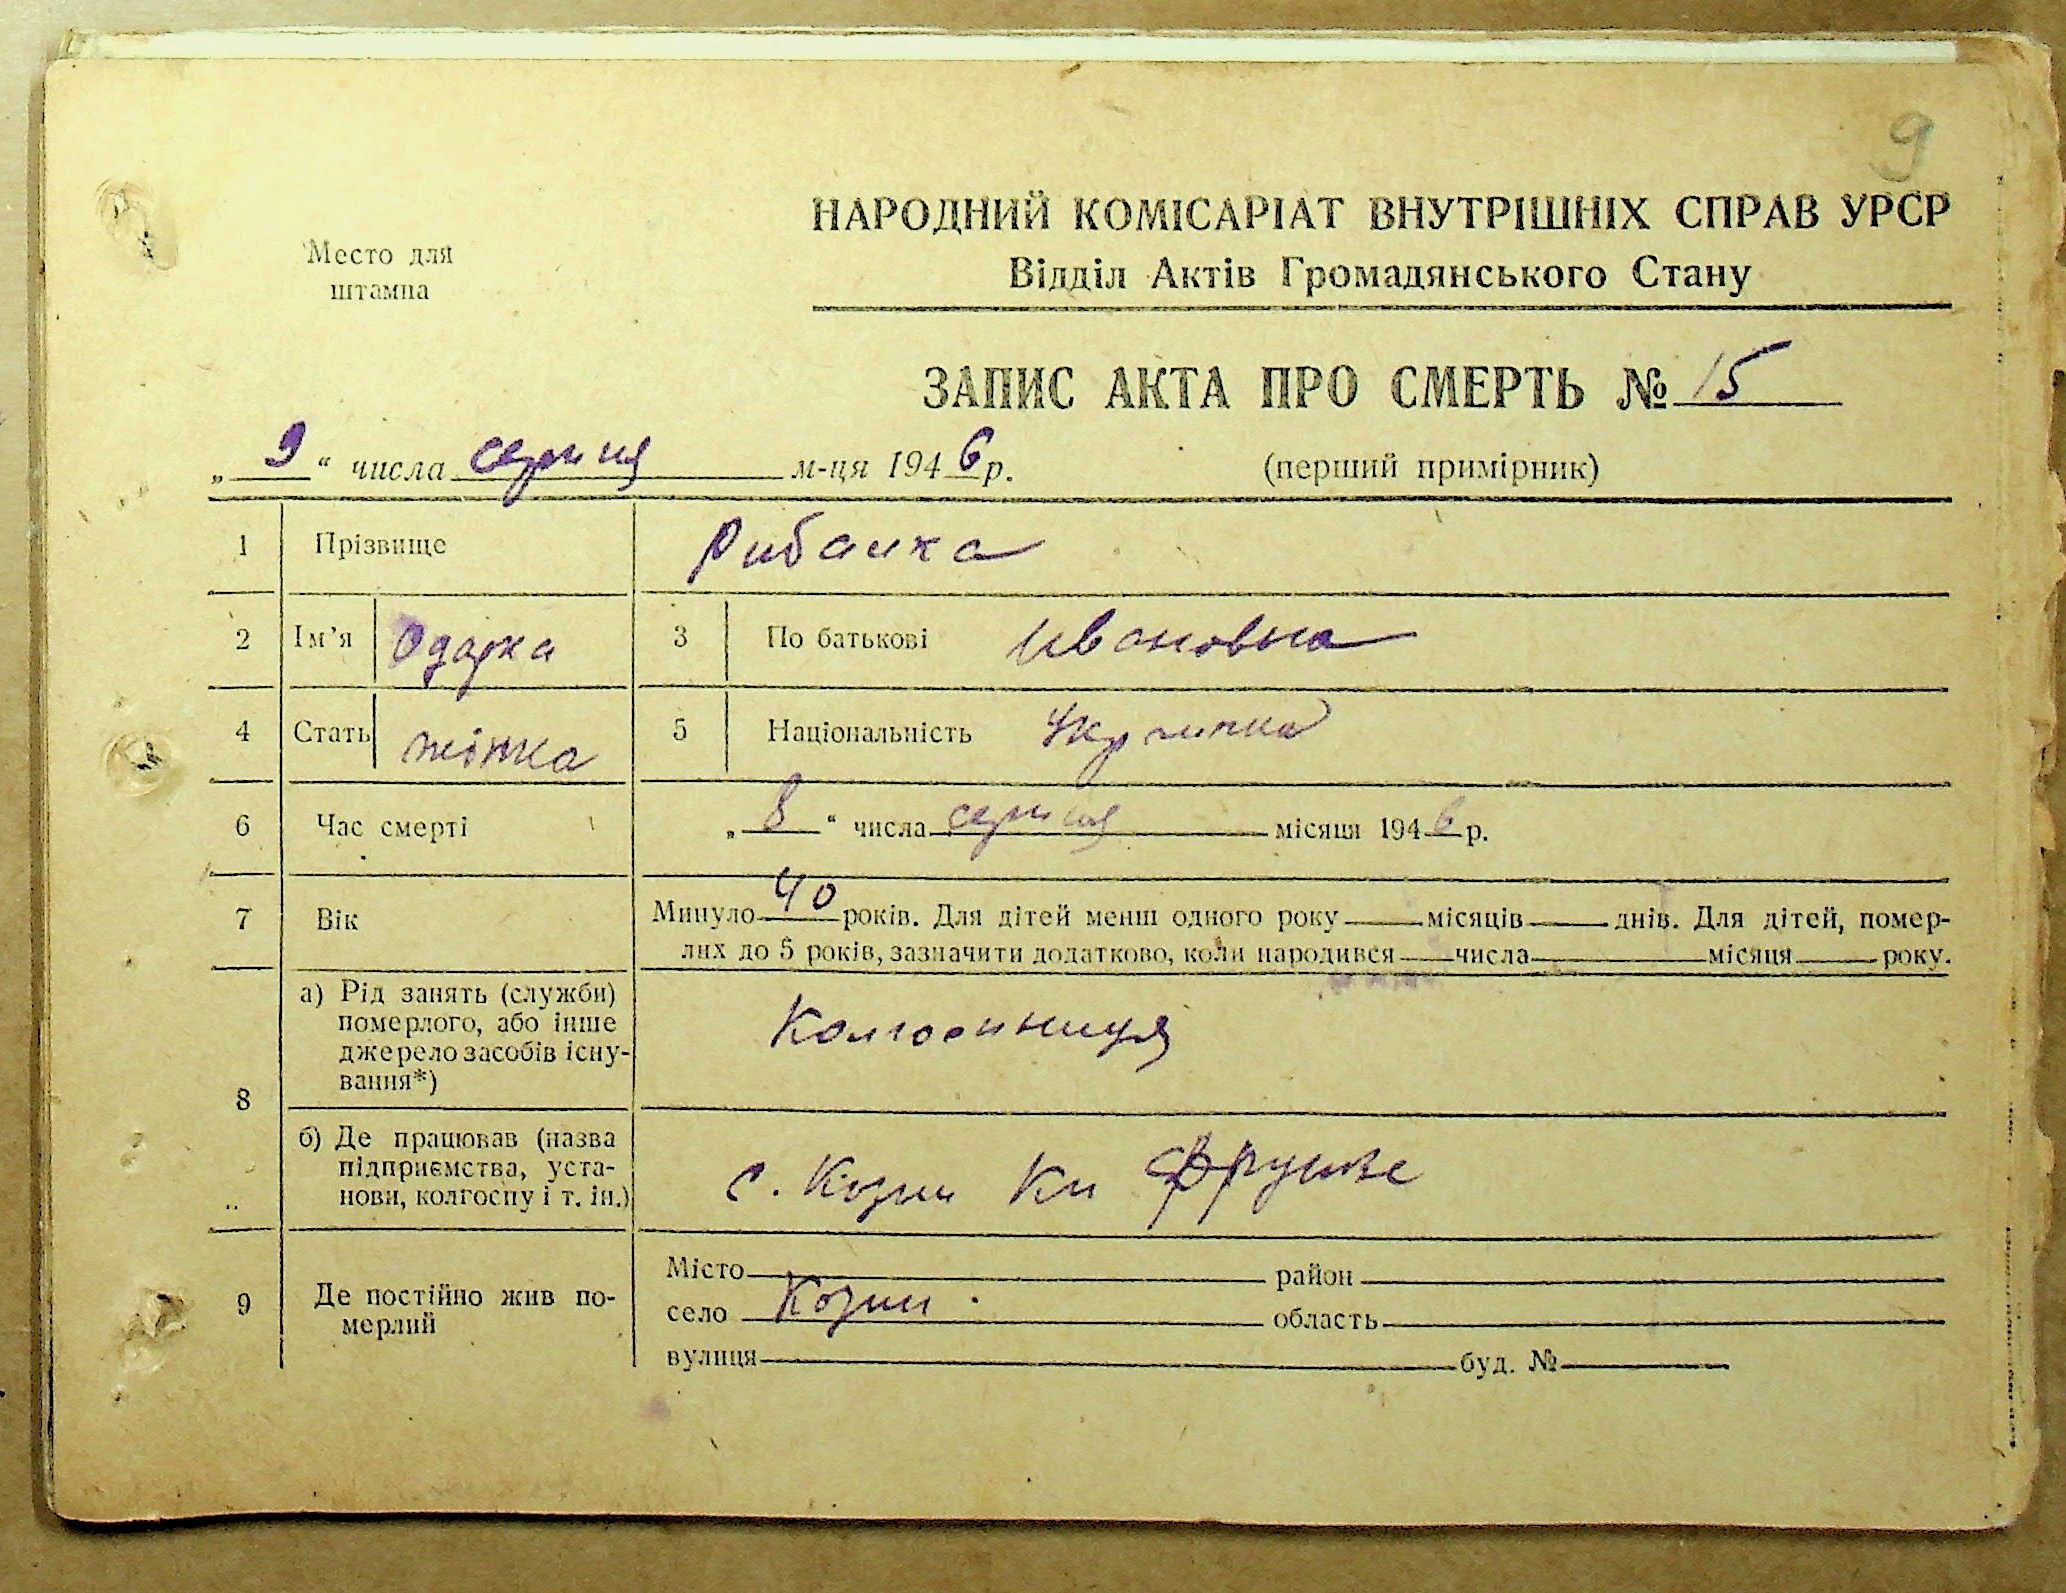 9
Место для
штампа
НАРОДНИЙ КОМІСАРІАТ ВНУТРІШНІХ СПРАВ УРСР
Відділ Актів Громадянського Стану
ЗАПИС АКТА ПРО СМЕРТЬ № 15
„ 9 “ числа серпня м-ця 1946 р.
(перший примірник)
1 Прізвище Рибалка
2 Ім’я Одарка 3 По батькові Ивановна
4 Стать жінка 5 Національність Українка
6 Час смерті „ 8 “ числа серпня місяця 1946 р.
7 Вік Минуло 40 років. Для дітей менш одного року місяців днів. Для дітей, помер-
лих до 5 років, зазначити додатково, коли народився числа місяця року.
8 а) Рід занять (служби)
померлого, або інше
джерело засобів існу-
вання*)
Колгоспниця
б) Де працював (назва
підприємства, уста-
нови, колгоспу і т. ін.)
с. Козин Кп Фрунзе
9 Де постійно жив по-
мерлий
Місто район
село Козин область
вулиця буд. №